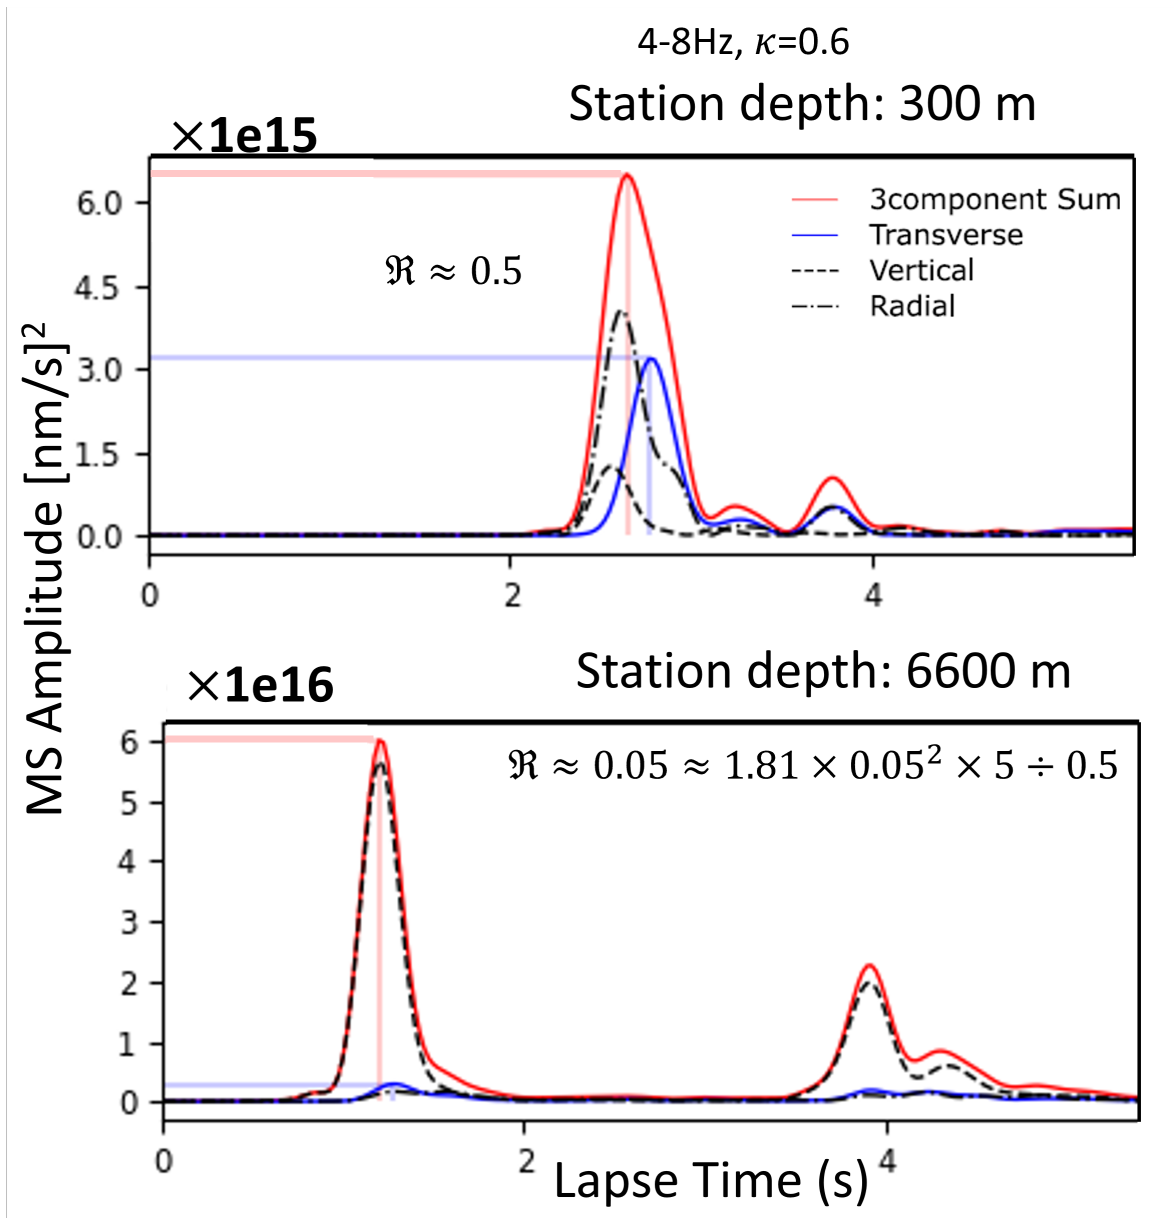 4-8Hz, κ=0.6
Station depth: 300 m
×1e15
6.0
4.5
3.0
1.5
0.0
3component Sum
Transverse
Vertical
Radial
ℜ ≈ 0.5
0 2 4
MS Amplitude [nm/s]²
Station depth: 6600 m
×1e16
ℜ ≈ 0.05 ≈ 1.81 × 0.05² × 5 ÷ 0.5
6
5
4
3
2
1
0
0 2 4
Lapse Time (s)